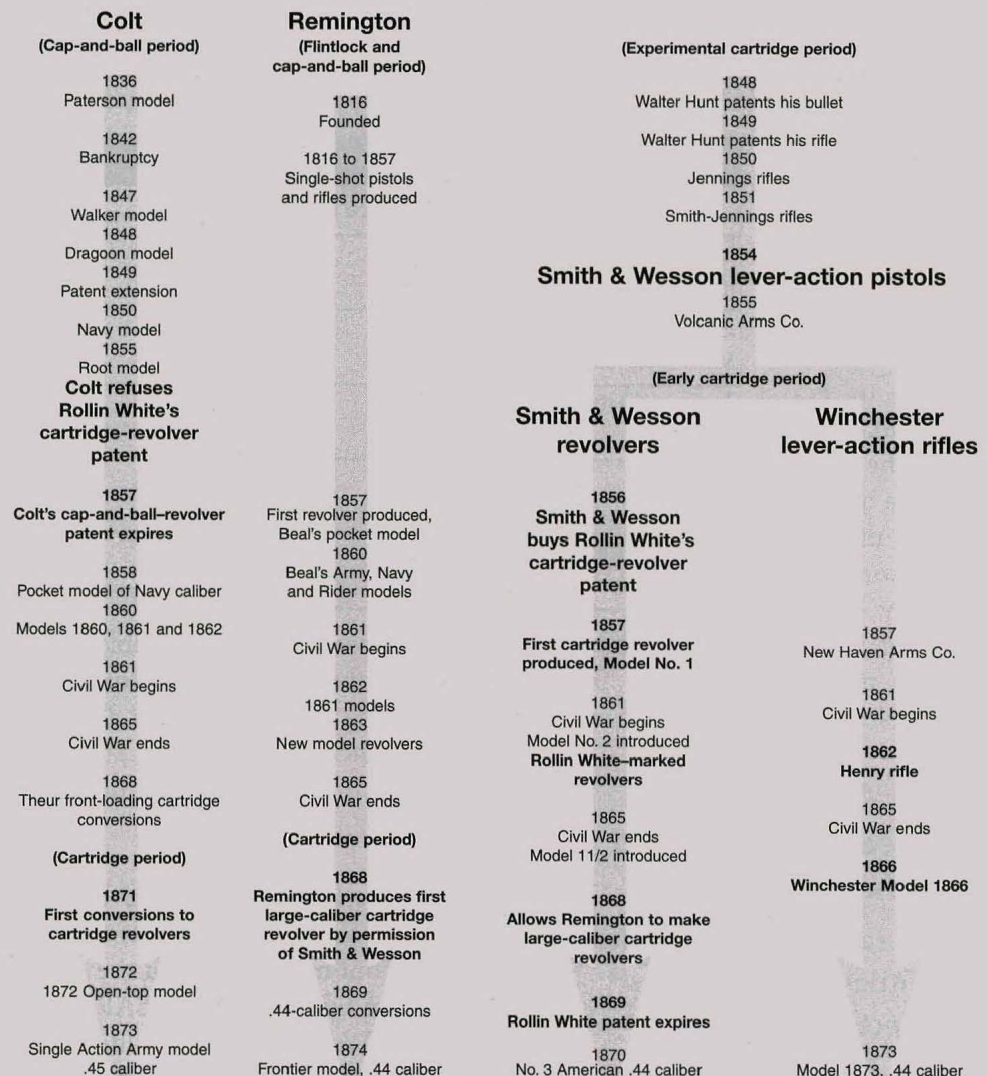 Colt
(Cap-and-ball period)
1836
Paterson model
1842
Bankruptcy
1847
Walker model
1848
Dragoon model
1849
Patent extension
1850
Navy model
1855
Root model
Colt refuses
Rollin White's
cartridge-revolver
patent
1857
Colt's cap-and-ball–revolver
patent expires
1858
Pocket model of Navy caliber
1860
Models 1860, 1861 and 1862
1861
Civil War begins
1865
Civil War ends
1868
Theur front-loading cartridge
conversions
(Cartridge period)
1871
First conversions to
cartridge revolvers
1872
1872 Open-top model
1873
Single Action Army model
.45 caliber
Remington
(Flintlock and
cap-and-ball period)
1816
Founded
1816 to 1857
Single-shot pistols
and rifles produced
1857
First revolver produced,
Beal's pocket model
1860
Beal's Army, Navy
and Rider models
1861
Civil War begins
1862
1861 models
1863
New model revolvers
1865
Civil War ends
(Cartridge period)
1868
Remington produces first
large-caliber cartridge
revolver by permission
of Smith & Wesson
1869
.44-caliber conversions
1874
Frontier model, .44 caliber
(Experimental cartridge period)
1848
Walter Hunt patents his bullet
1849
Walter Hunt patents his rifle
1850
Jennings rifles
1851
Smith-Jennings rifles
1854
Smith & Wesson lever-action pistols
1855
Volcanic Arms Co.
(Early cartridge period)
Smith & Wesson
revolvers
1856
Smith & Wesson
buys Rollin White's
cartridge-revolver
patent
1857
First cartridge revolver
produced, Model No. 1
1861
Civil War begins
Model No. 2 introduced
Rollin White–marked
revolvers
1865
Civil War ends
Model 11/2 introduced
1868
Allows Remington to make
large-caliber cartridge
revolvers
1869
Rollin White patent expires
1870
No. 3 American .44 caliber
Winchester
lever-action rifles
1857
New Haven Arms Co.
1861
Civil War begins
1862
Henry rifle
1865
Civil War ends
1866
Winchester Model 1866
1873
Model 1873, .44 caliber